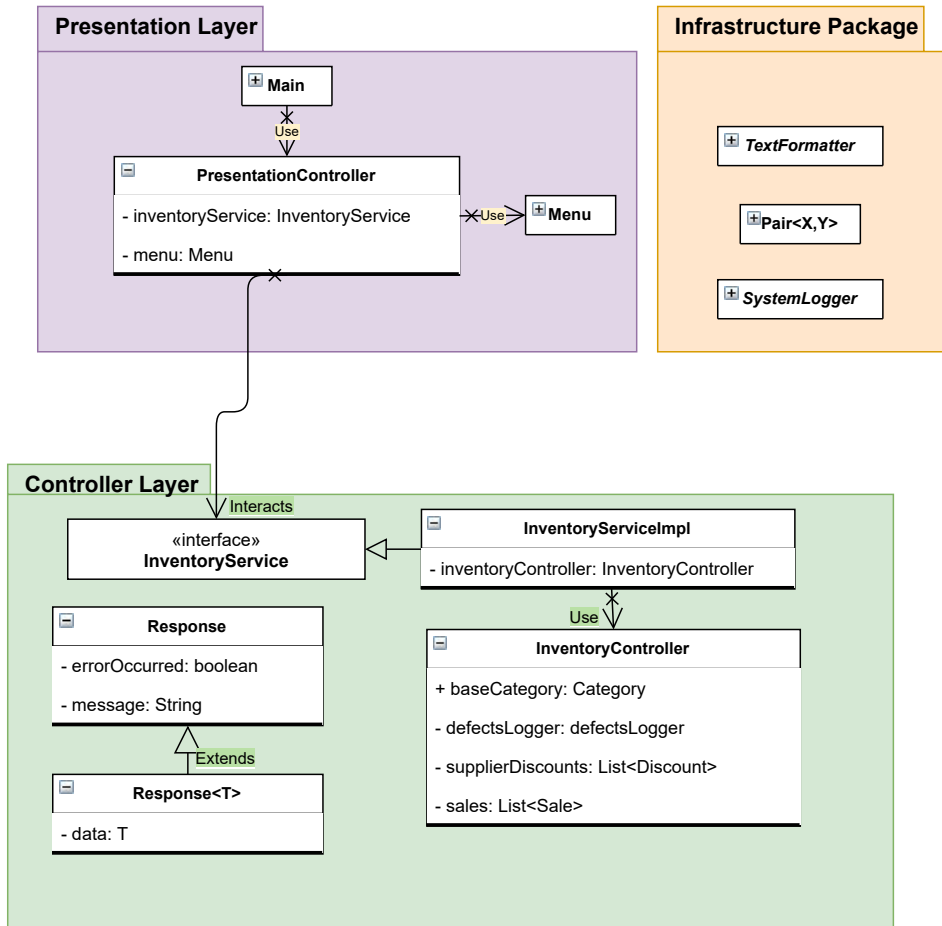 Presentation Layer
Main
Use
PresentationController
- inventoryService: InventoryService
- menu: Menu
Use
Menu
Infrastructure Package
TextFormatter
Pair<X,Y>
SystemLogger
Controller Layer
Interacts
«interface»
InventoryService
InventoryServiceImpl
- inventoryController: InventoryController
Use
Response
- errorOccurred: boolean
- message: String
Extends
Response<T>
- data: T
InventoryController
+ baseCategory: Category
- defectsLogger: defectsLogger
- supplierDiscounts: List<Discount>
- sales: List<Sale>